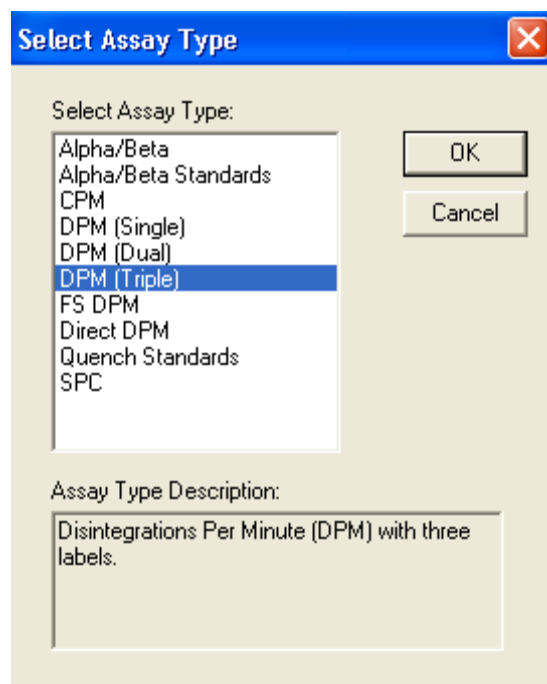 Select Assay Type
Select Assay Type:
Alpha/Beta
Alpha/Beta Standards
CPM
DPM (Single)
DPM (Dual)
DPM (Triple)
FS DPM
Direct DPM
Quench Standards
SPC
OK
Cancel
Assay Type Description:
Disintegrations Per Minute (DPM) with three
labels.